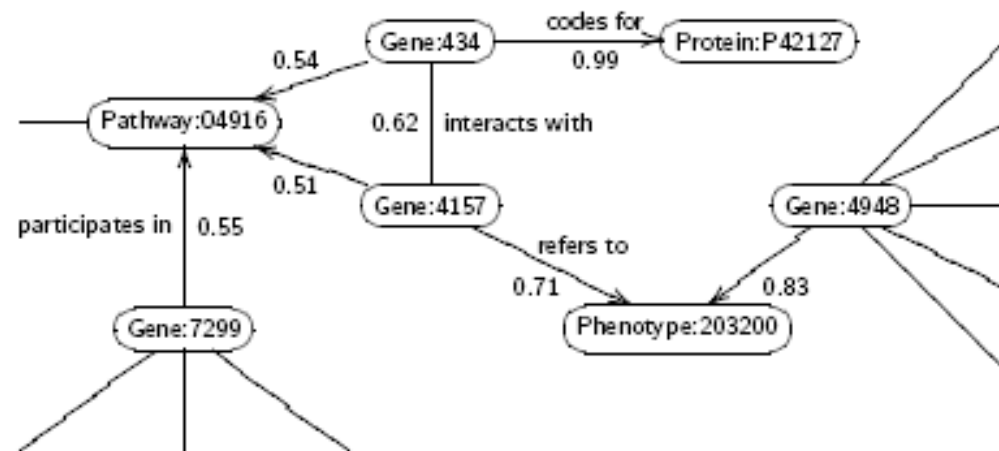 codes for
Gene:434
Protein:P42127
0.54
0.99
Pathway:04916
0.62 interacts with
0.51
Gene:4157
Gene:4948
participates in 0.55
refers to
0.71
0.83
Gene:7299
Phenotype:203200